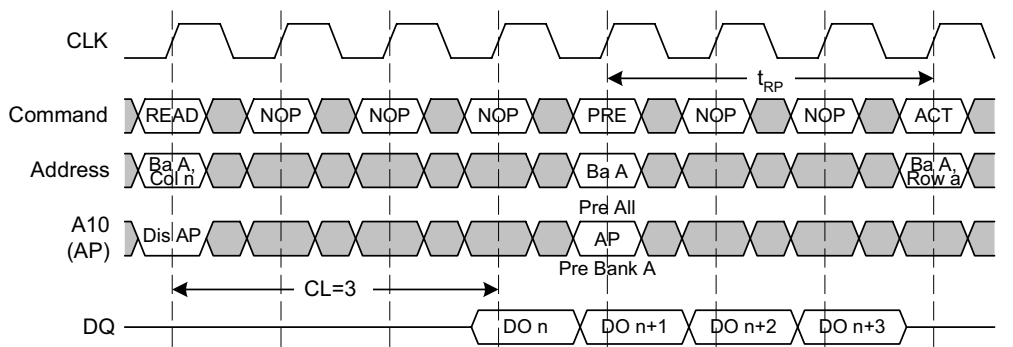 CLK
t_RP
Command READ NOP NOP NOP PRE NOP NOP ACT
Address Ba A, Col n Ba A Ba A, Row a
Pre All
A10 (AP) Dis AP AP
Pre Bank A
CL=3
DQ DO n DO n+1 DO n+2 DO n+3